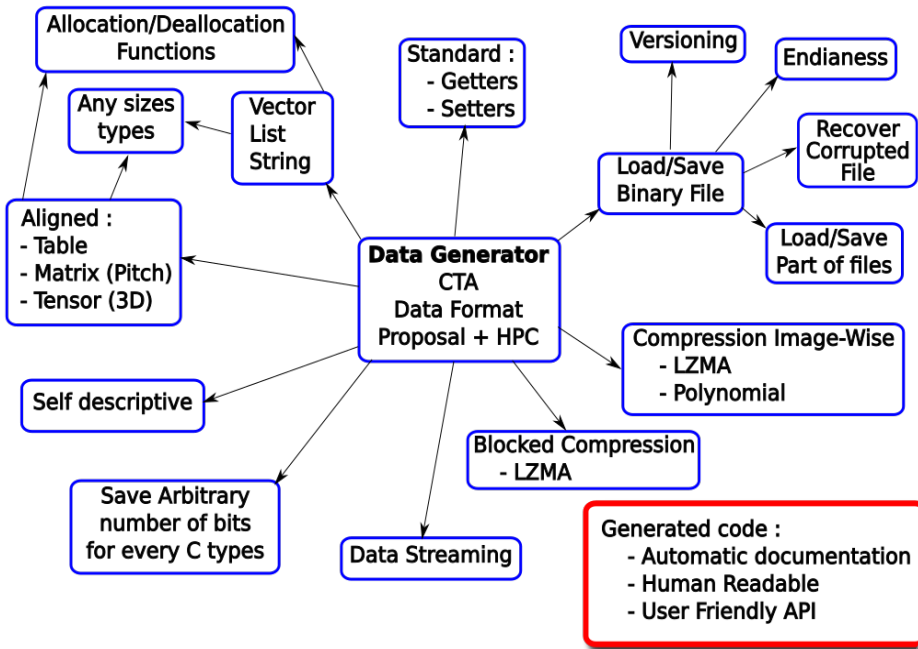 Allocation/Deallocation
Functions
Standard :
- Getters
- Setters
Versioning
Endianess
Any sizes
types
Vector
List
String
Load/Save
Binary File
Recover
Corrupted
File
Load/Save
Part of files
Aligned :
- Table
- Matrix (Pitch)
- Tensor (3D)
Data Generator
CTA
Data Format
Proposal + HPC
Compression Image-Wise
- LZMA
- Polynomial
Self descriptive
Blocked Compression
- LZMA
Save Arbitrary
number of bits
for every C types
Data Streaming
Generated code :
- Automatic documentation
- Human Readable
- User Friendly API